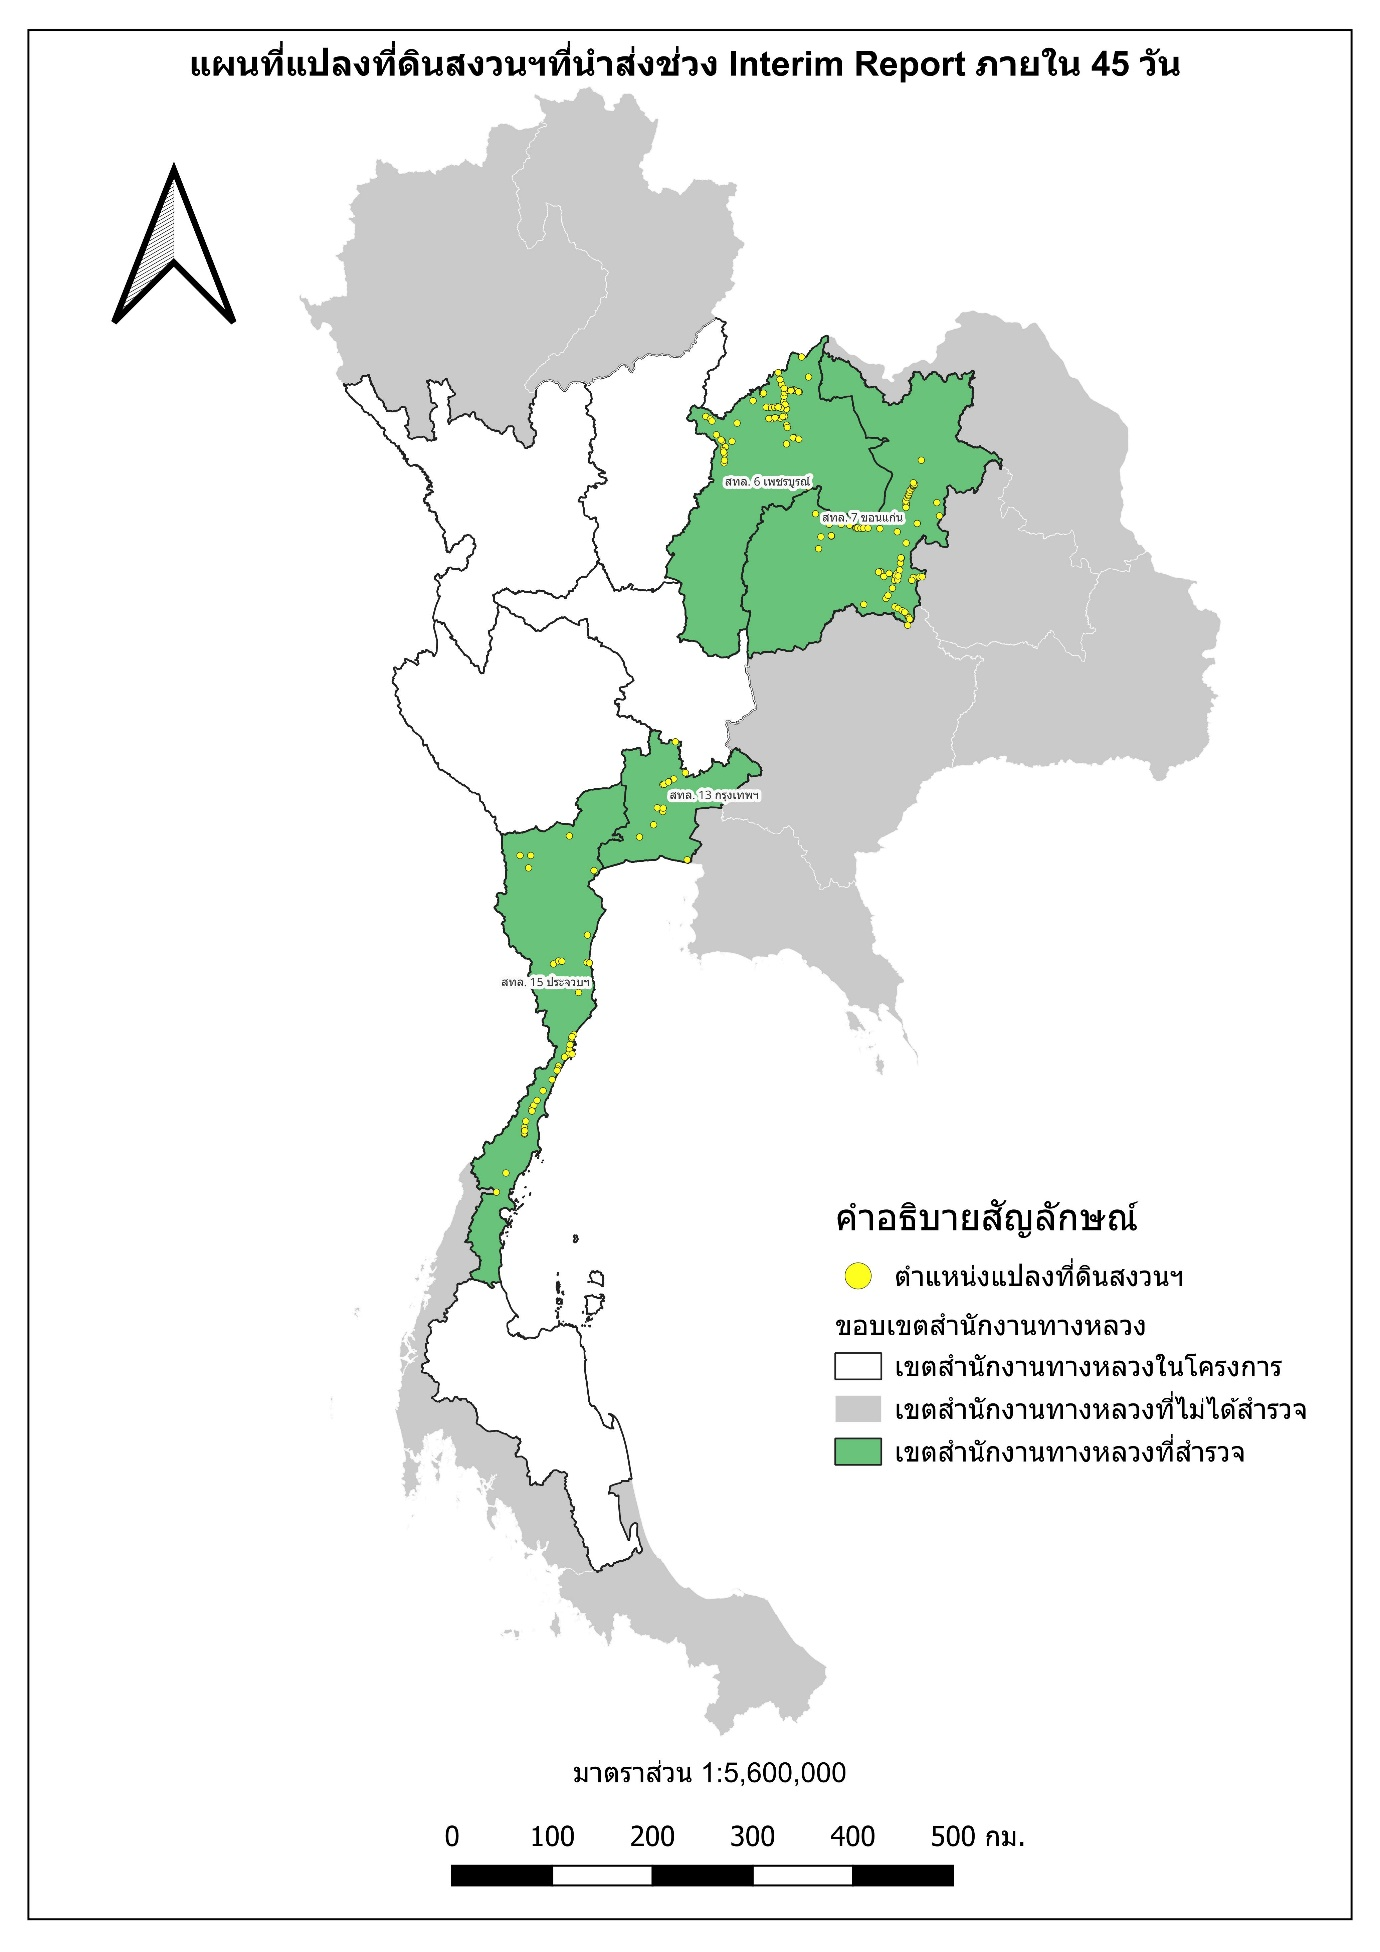 แผนที่แปลงที่ดินสงวนฯที่นำส่งช่วง Interim Report ภายใน 45 วัน
สทล. 6 เพชรบูรณ์
สทล. 7 ขอนแก่น
สทล. 13 กรุงเทพฯ
สทล. 15 ประจวบฯ
คำอธิบายสัญลักษณ์
ตำแหน่งแปลงที่ดินสงวนฯ
ขอบเขตสำนักงานทางหลวง
เขตสำนักงานทางหลวงในโครงการ
เขตสำนักงานทางหลวงที่ไม่ได้สำรวจ
เขตสำนักงานทางหลวงที่สำรวจ
มาตราส่วน 1:5,600,000
0 100 200 300 400 500 กม.